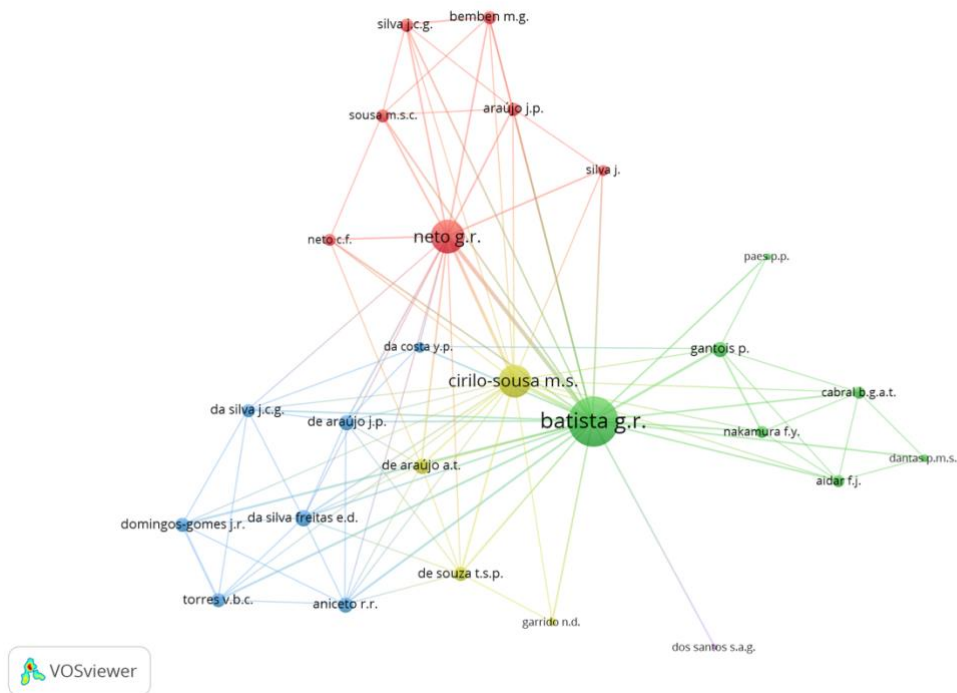 bemben m.g.
silva j.c.g.
araújo j.p.
sousa m.s.c.
silva j.
neto g.r.
neto c.f.
paes p.p.
da costa y.p.
gantois p.
cirilo-sousa m.s.
cabral b.g.a.t.
da silva j.c.g.
de araújo j.p.
batista g.r.
nakamura f.y.
dantas p.m.s.
de araújo a.t.
aidar f.j.
domingos-gomes j.r.
da silva freitas e.d.
de souza t.s.p.
torres v.b.c.
aniceto r.r.
garrido n.d.
dos santos s.a.g.
VOSviewer